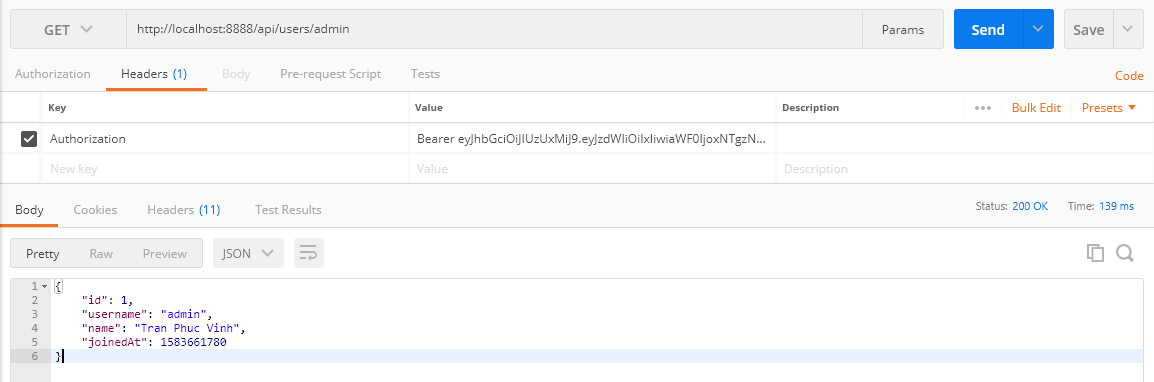 GET http://localhost:8888/api/users/admin Params Send Save
Authorization Headers (1) Body Pre-request Script Tests Code
Key Value Description ••• Bulk Edit Presets
Authorization Bearer eyJhbGciOiJIUzUxMiJ9.eyJzdWIiOiIxIiwiaWF0IjoxNTgzN...
New key Value Description
Body Cookies Headers (11) Test Results Status: 200 OK Time: 139 ms
Pretty Raw Preview JSON
1 {
2 "id": 1,
3 "username": "admin",
4 "name": "Tran Phuc Vinh",
5 "joinedAt": 1583661780
6 }